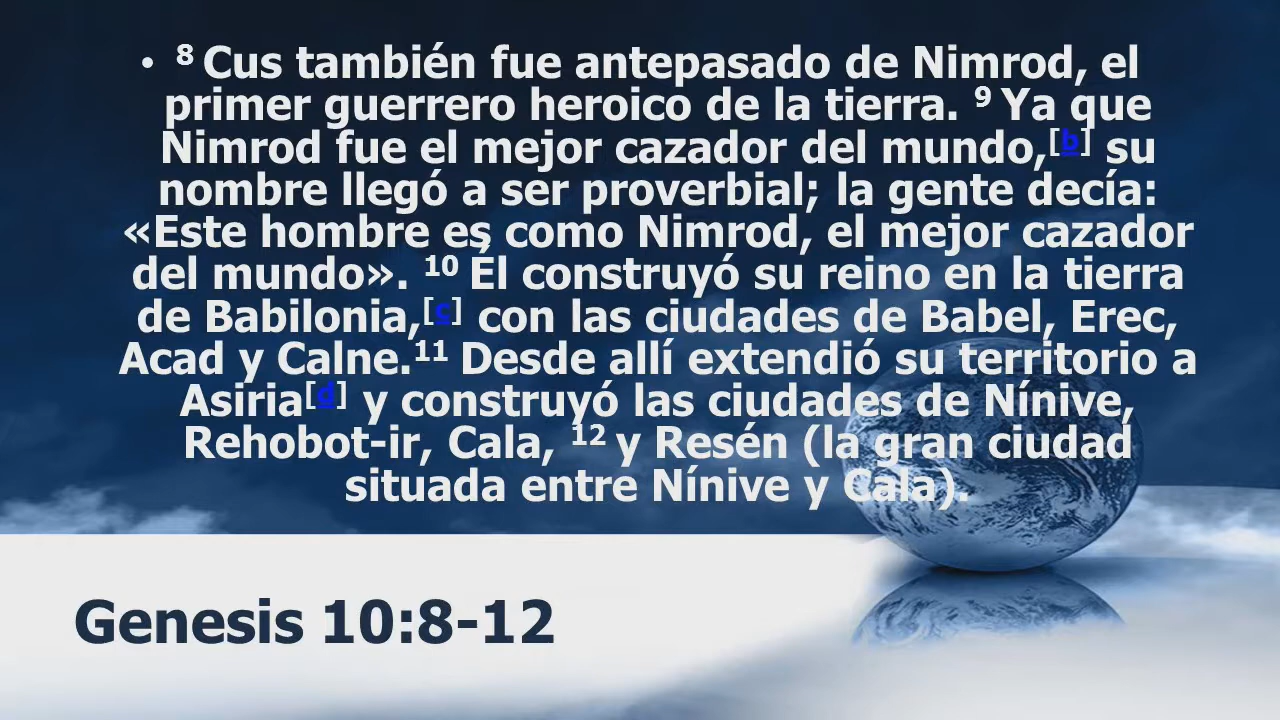 • 8 Cus también fue antepasado de Nimrod, el
primer guerrero heroico de la tierra. 9 Ya que
Nimrod fue el mejor cazador del mundo,[b] su
nombre llegó a ser proverbial; la gente decía:
«Este hombre es como Nimrod, el mejor cazador
del mundo». 10 Él construyó su reino en la tierra
de Babilonia,[c] con las ciudades de Babel, Erec,
Acad y Calne.11 Desde allí extendió su territorio a
Asiria[d] y construyó las ciudades de Nínive,
Rehobot-ir, Cala, 12 y Resén (la gran ciudad
situada entre Nínive y Cala).
Genesis 10:8-12